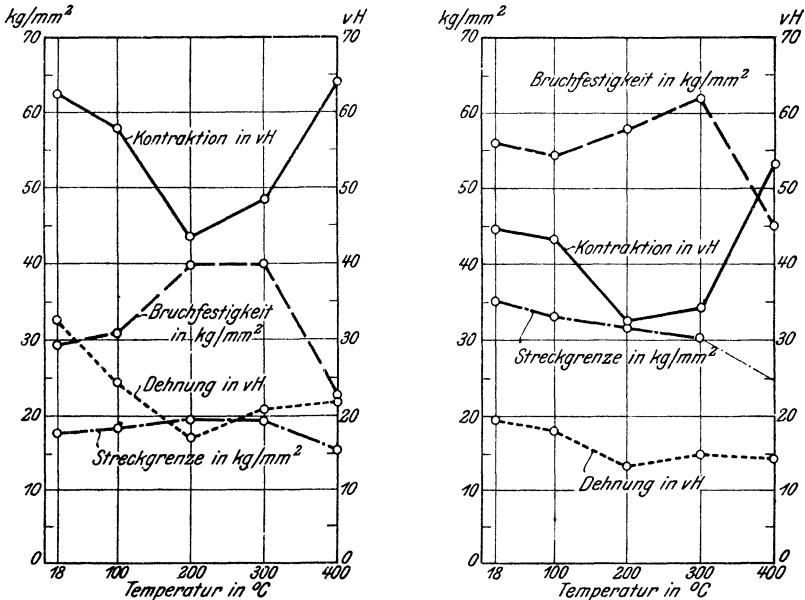 kg/mm²
vH
70
70
60
60
Kontraktion in vH
50
50
40
40
Bruchfestigkeit
in kg/mm²
30
30
Dehnung in vH
20
20
Streckgrenze in kg/mm²
10
10
0
0
18
100
200
300
400
Temperatur in °C
kg/mm²
vH
70
70
Bruchfestigkeit in kg/mm²
60
60
50
50
Kontraktion in vH
40
40
30
30
Streckgrenze in kg/mm²
20
20
Dehnung in vH
10
10
0
0
18
100
200
300
400
Temperatur in °C